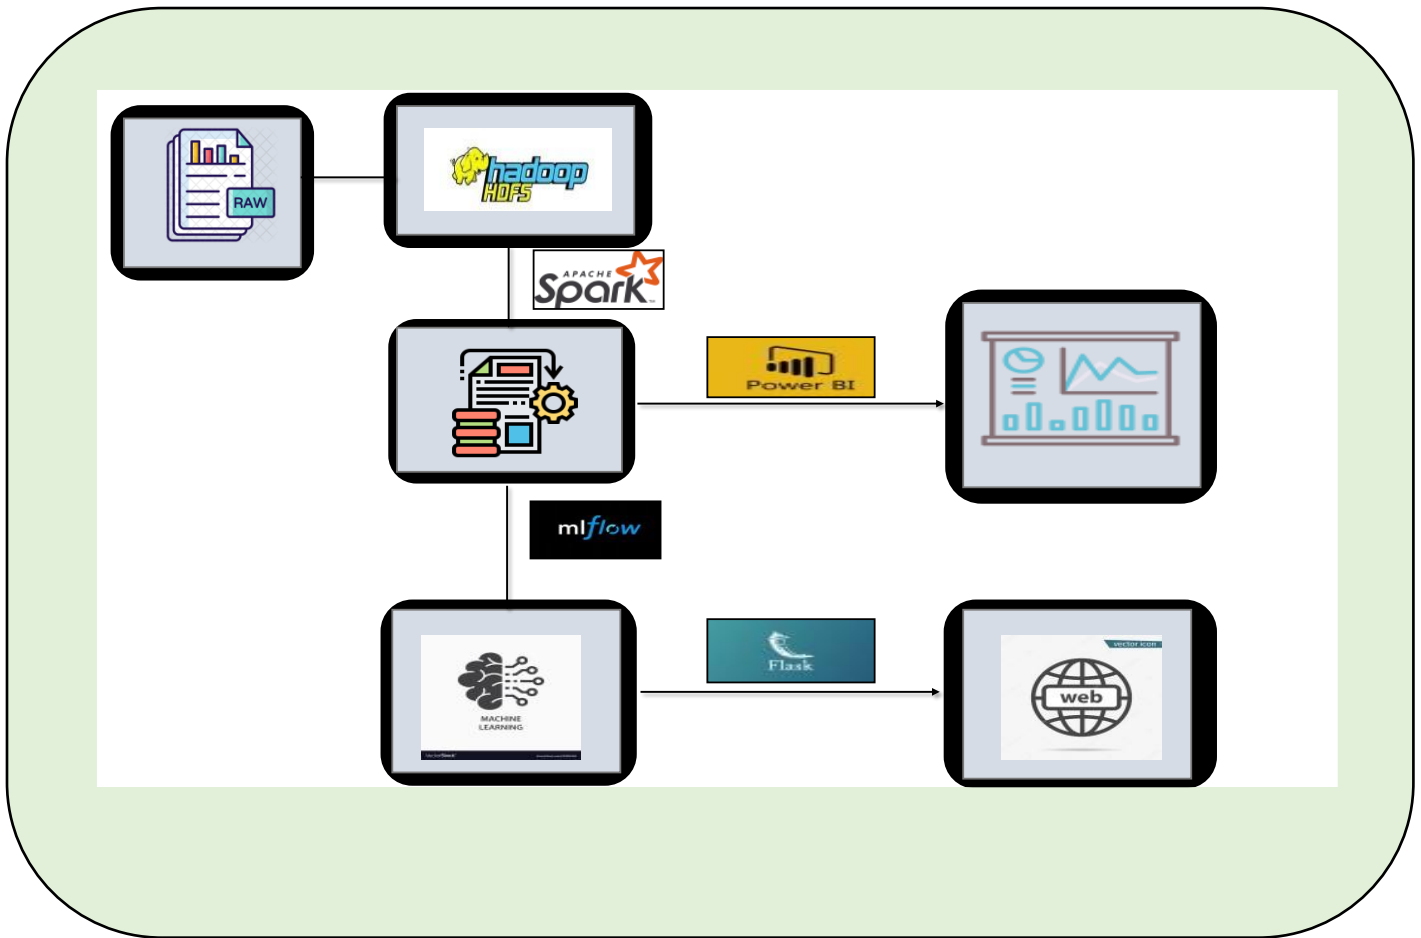 RAW
hadoop
HDFS
APACHE
Spark
Power BI
mlflow
MACHINE
LEARNING
Flask
vector icon
web